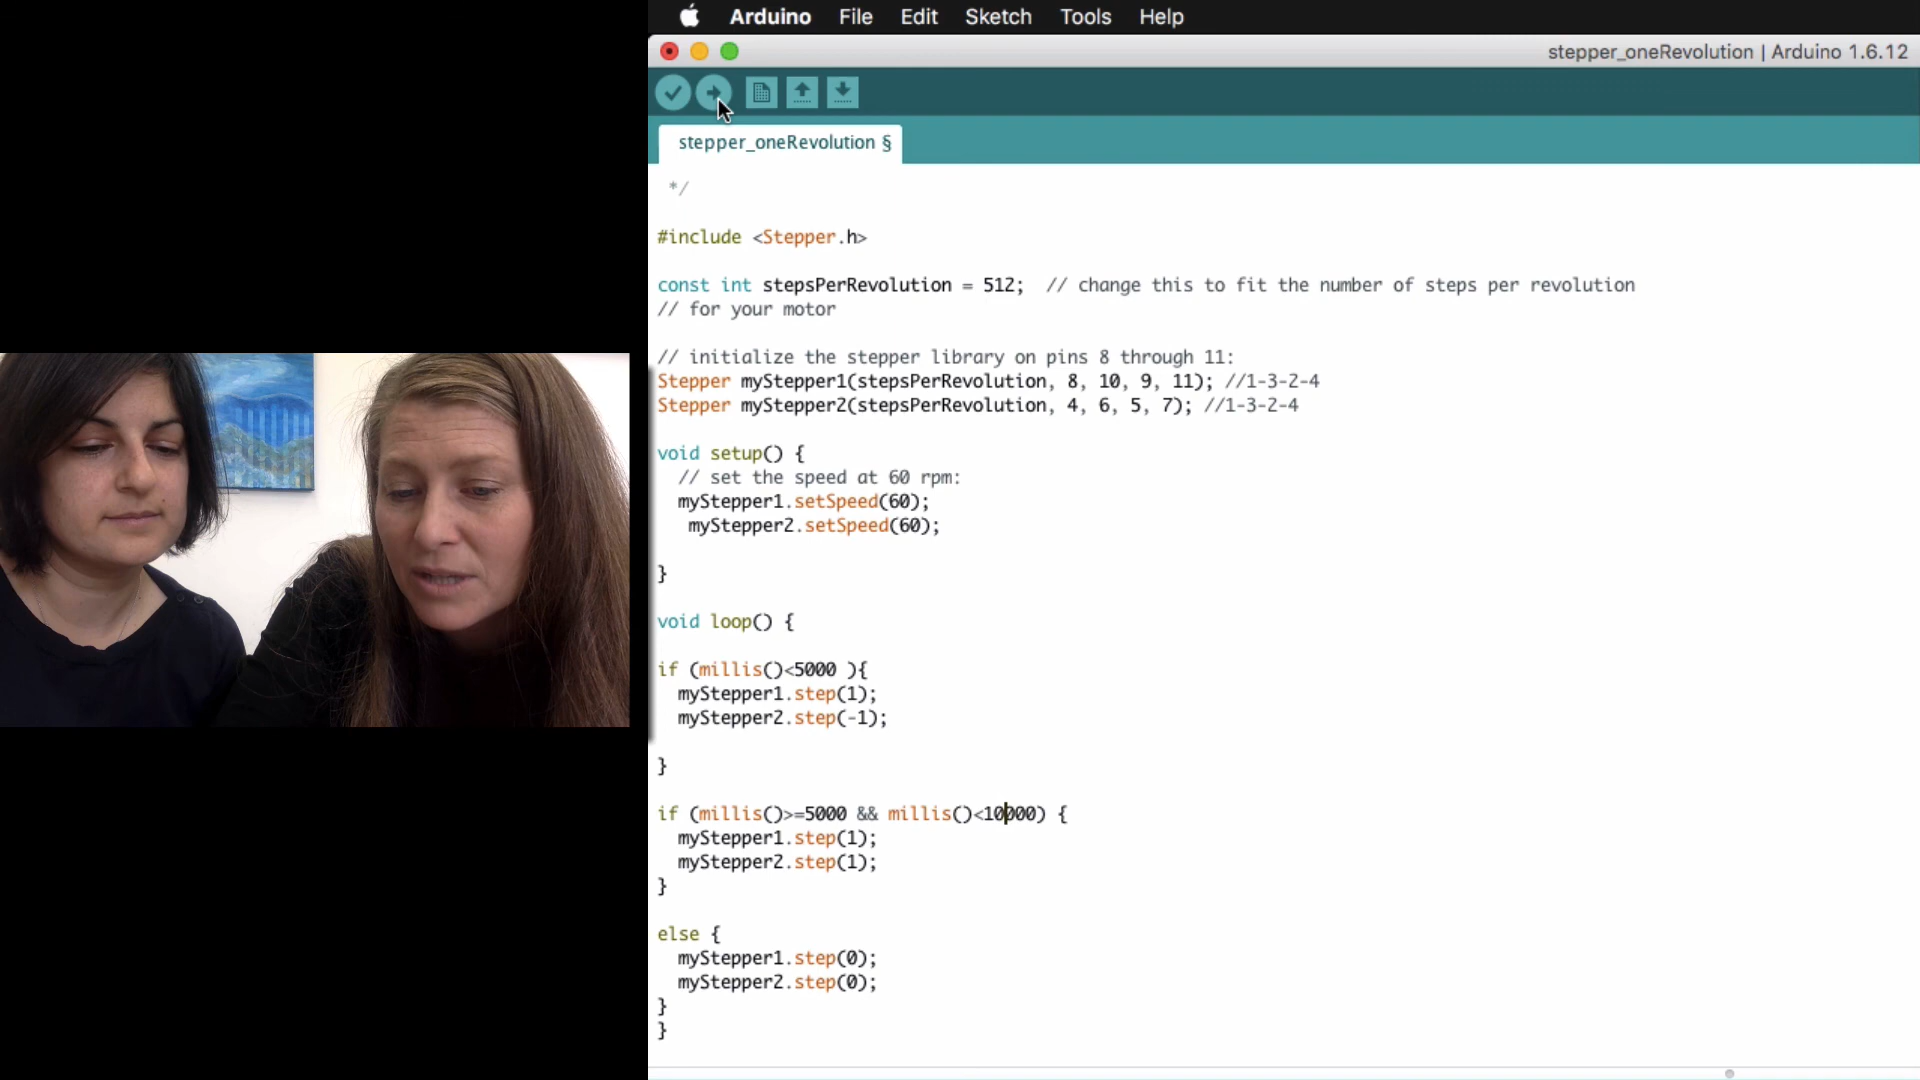 Arduino File Edit Sketch Tools Help
stepper_oneRevolution | Arduino 1.6.12
stepper_oneRevolution §
*/
#include <Stepper.h>
const int stepsPerRevolution = 512;  // change this to fit the number of steps per revolution
// for your motor
// initialize the stepper library on pins 8 through 11:
Stepper myStepper1(stepsPerRevolution, 8, 10, 9, 11); //1-3-2-4
Stepper myStepper2(stepsPerRevolution, 4, 6, 5, 7); //1-3-2-4
void setup() {
// set the speed at 60 rpm:
myStepper1.setSpeed(60);
myStepper2.setSpeed(60);
}
void loop() {
if (millis()<5000 ){
myStepper1.step(1);
myStepper2.step(-1);
}
if (millis()>=5000 && millis()<10000) {
myStepper1.step(1);
myStepper2.step(1);
}
else {
myStepper1.step(0);
myStepper2.step(0);
}
}